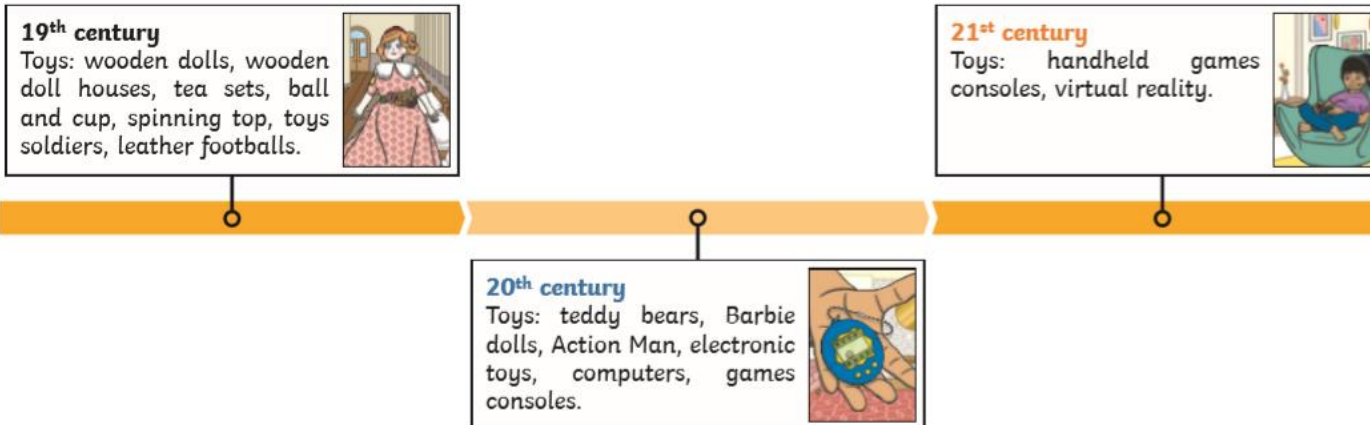 19th century
Toys: wooden dolls, wooden
doll houses, tea sets, ball
and cup, spinning top, toys
soldiers, leather footballs.
20th century
Toys: teddy bears, Barbie
dolls, Action Man, electronic
toys, computers, games
consoles.
21st century
Toys: handheld games
consoles, virtual reality.